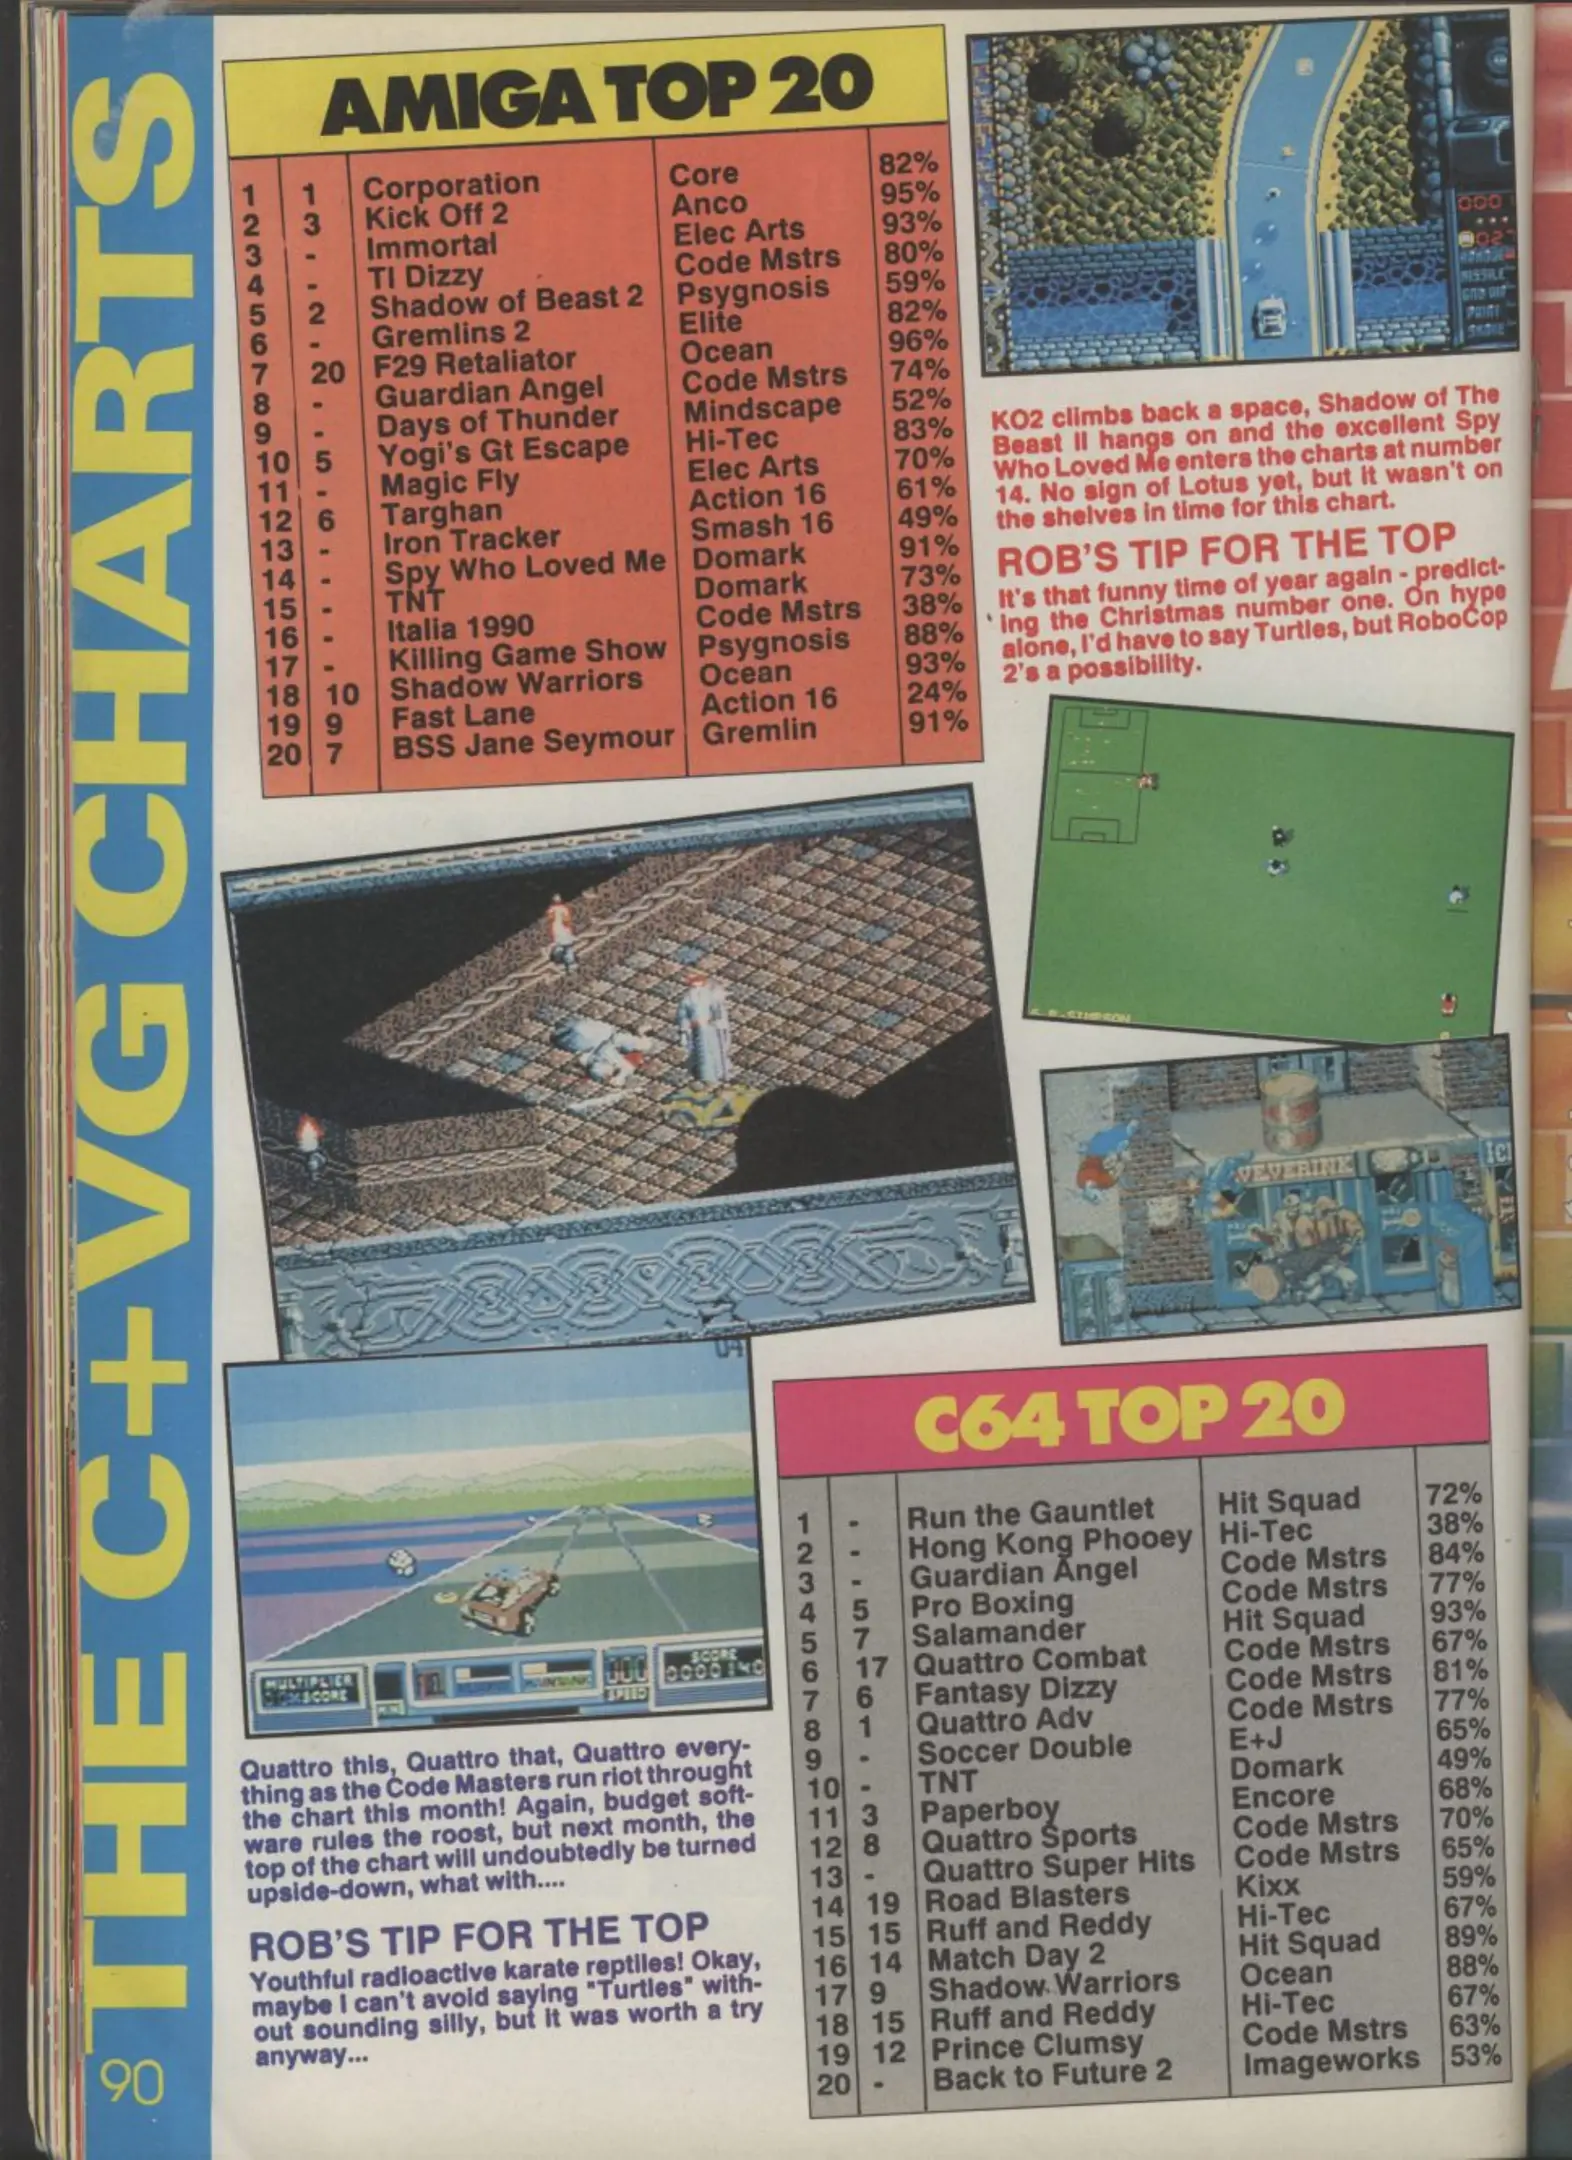 THE C+VG CHARTS
90
AMIGA TOP 20
1 1 Corporation Core 82%
2 3 Kick Off 2 Anco 95%
3 - Immortal Elec Arts 93%
4 - TI Dizzy Code Mstrs 80%
5 2 Shadow of Beast 2 Psygnosis 59%
6 - Gremlins 2 Elite 82%
7 20 F29 Retaliator Ocean 96%
8 - Guardian Angel Code Mstrs 74%
9 - Days of Thunder Mindscape 52%
10 5 Yogi's Gt Escape Hi-Tec 83%
11 - Magic Fly Elec Arts 70%
12 6 Targhan Action 16 61%
13 - Iron Tracker Smash 16 49%
14 - Spy Who Loved Me Domark 91%
15 - TNT Domark 73%
16 - Italia 1990 Code Mstrs 38%
17 - Killing Game Show Psygnosis 88%
18 10 Shadow Warriors Ocean 93%
19 9 Fast Lane Action 16 24%
20 7 BSS Jane Seymour Gremlin 91%
MISSILE
KO2 climbs back a space, Shadow of The
Beast II hangs on and the excellent Spy
Who Loved Me enters the charts at number
14. No sign of Lotus yet, but it wasn't on
the shelves in time for this chart.
ROB'S TIP FOR THE TOP
It's that funny time of year again - predict-
ing the Christmas number one. On hype
alone, I'd have to say Turtles, but RoboCop
2's a possibility.
SIMPSON
VEVERINK
MULTIPLIER
SCORE
SPEED
SCORE
Quattro this, Quattro that, Quattro every-
thing as the Code Masters run riot throught
the chart this month! Again, budget soft-
ware rules the roost, but next month, the
top of the chart will undoubtedly be turned
upside-down, what with....
ROB'S TIP FOR THE TOP
Youthful radioactive karate reptiles! Okay,
maybe I can't avoid saying "Turtles" with-
out sounding silly, but it was worth a try
anyway...
C64 TOP 20
1 - Run the Gauntlet Hit Squad 72%
2 - Hong Kong Phooey Hi-Tec 38%
3 - Guardian Angel Code Mstrs 84%
4 5 Pro Boxing Code Mstrs 77%
5 7 Salamander Hit Squad 93%
6 17 Quattro Combat Code Mstrs 67%
7 6 Fantasy Dizzy Code Mstrs 81%
8 1 Quattro Adv Code Mstrs 77%
9 - Soccer Double E+J 65%
10 - TNT Domark 49%
11 3 Paperboy Encore 68%
12 8 Quattro Sports Code Mstrs 70%
13 - Quattro Super Hits Code Mstrs 65%
14 19 Road Blasters Kixx 59%
15 15 Ruff and Reddy Hi-Tec 67%
16 14 Match Day 2 Hit Squad 89%
17 9 Shadow Warriors Ocean 88%
18 15 Ruff and Reddy Hi-Tec 67%
19 12 Prince Clumsy Code Mstrs 63%
20 - Back to Future 2 Imageworks 53%